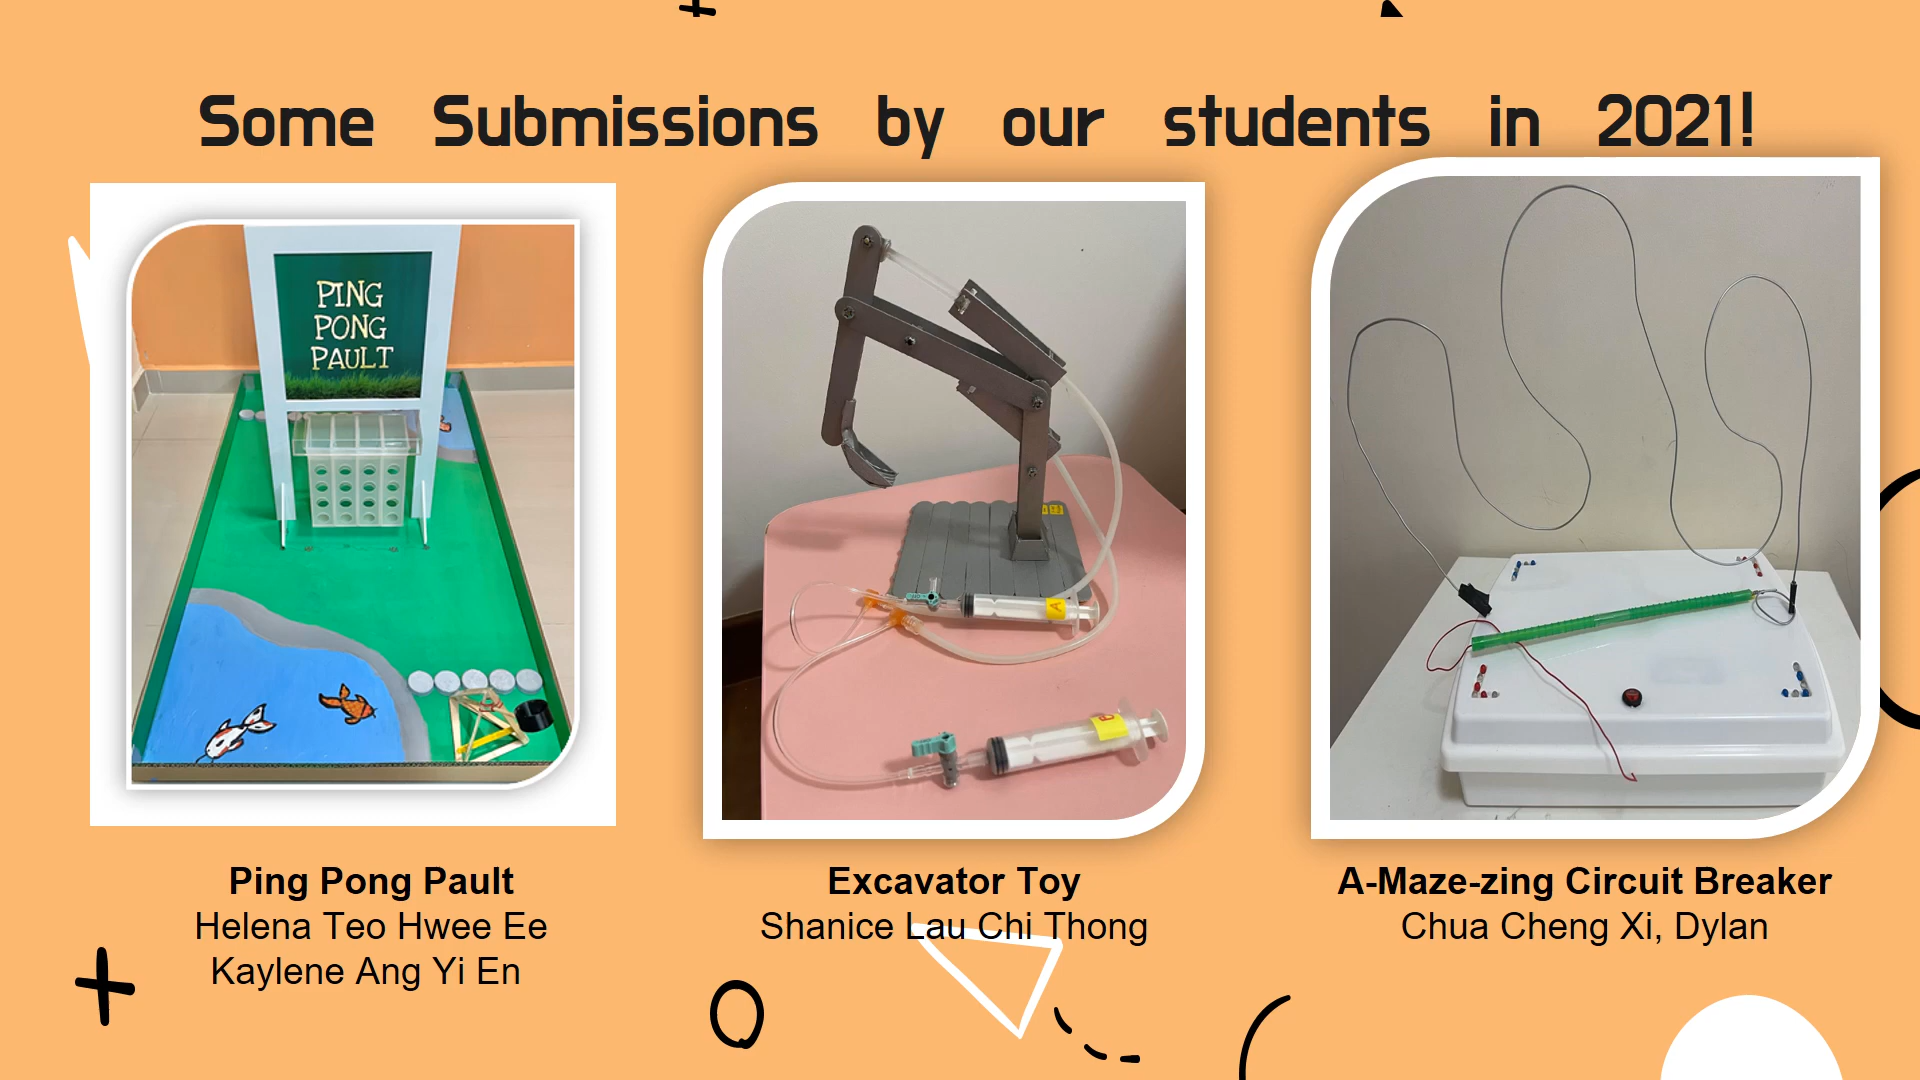 Some Submissions by our students in 2021!
PING
PONG
PAULT
A
B
Ping Pong Pault
Helena Teo Hwee Ee
Kaylene Ang Yi En
Excavator Toy
Shanice Lau Chi Thong
A-Maze-zing Circuit Breaker
Chua Cheng Xi, Dylan